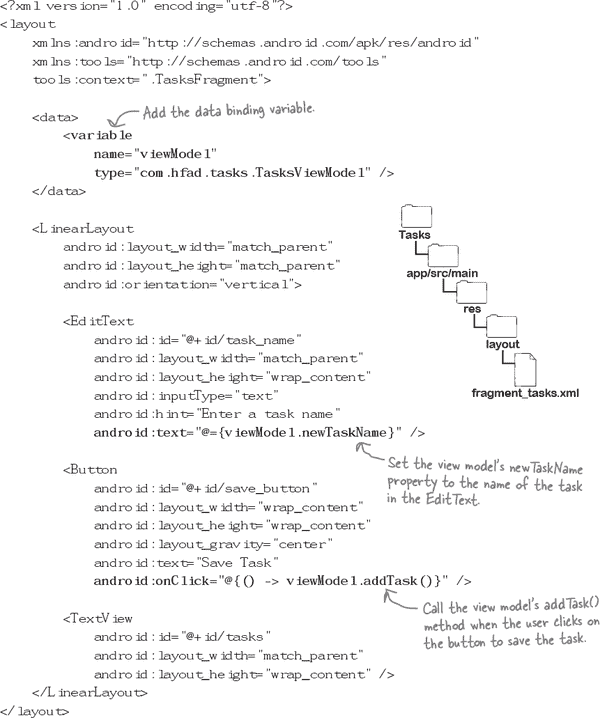 <?xml version="1.0" encoding="utf-8"?>
<layout
xmlns:android="http://schemas.android.com/apk/res/android"
xmlns:tools="http://schemas.android.com/tools"
tools:context=".TasksFragment">
<data>
Add the data binding variable.
<variable
name="viewModel"
type="com.hfad.tasks.TasksViewModel" />
</data>
<LinearLayout
android:layout_width="match_parent"
android:layout_height="match_parent"
android:orientation="vertical">
Tasks
app/src/main
res
layout
fragment_tasks.xml
<EditText
android:id="@+id/task_name"
android:layout_width="match_parent"
android:layout_height="wrap_content"
android:inputType="text"
android:hint="Enter a task name"
android:text="@={viewModel.newTaskName}" />
Set the view model's newTaskName
property to the name of the task
in the EditText.
<Button
android:id="@+id/save_button"
android:layout_width="wrap_content"
android:layout_height="wrap_content"
android:layout_gravity="center"
android:text="Save Task"
android:onClick="@{() -> viewModel.addTask()}" />
Call the view model's addTask()
method when the user clicks on
the button to save the task.
<TextView
android:id="@+id/tasks"
android:layout_width="match_parent"
android:layout_height="wrap_content" />
</LinearLayout>
</layout>